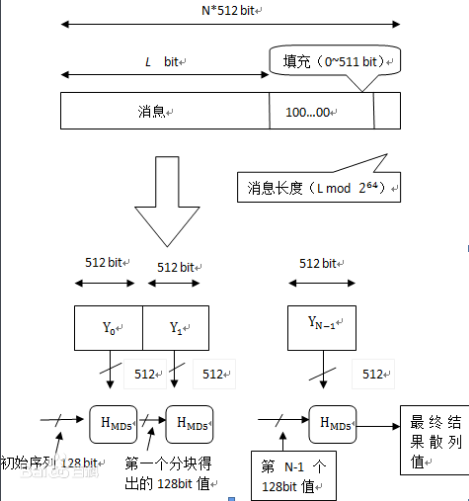 N*512 bit
L bit
填充（0~511 bit）
消息
100...00
消息长度（L mod 2⁶⁴）
512 bit
512 bit
512 bit
Y₀
Y₁
Y_N−1
512
512
512
H_MD5
H_MD5
H_MD5
初始序列 128 bit
第一个分块得
出的 128bit 值
第 N-1 个
128bit 值
最终结
果散列
值